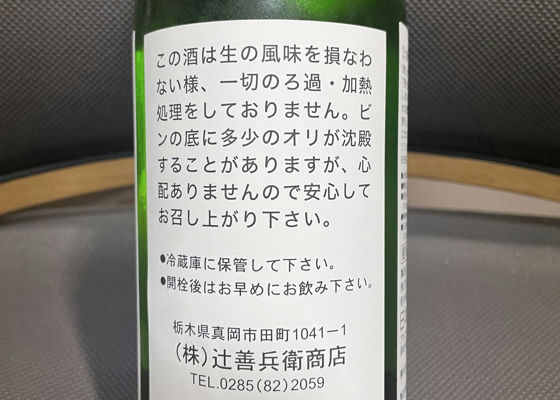 この酒は生の風味を損なわ
ない様、一切のろ過・加熱
処理をしておりません。ビ
ンの底に多少のオリが沈殿
することがありますが、心
配ありませんので安心して
お召し上がり下さい。
●冷蔵庫に保管して下さい。
●開栓後はお早めにお飲み下さい。
栃木県真岡市田町1041−1
(株)辻善兵衛商店
TEL.0285(82)2059